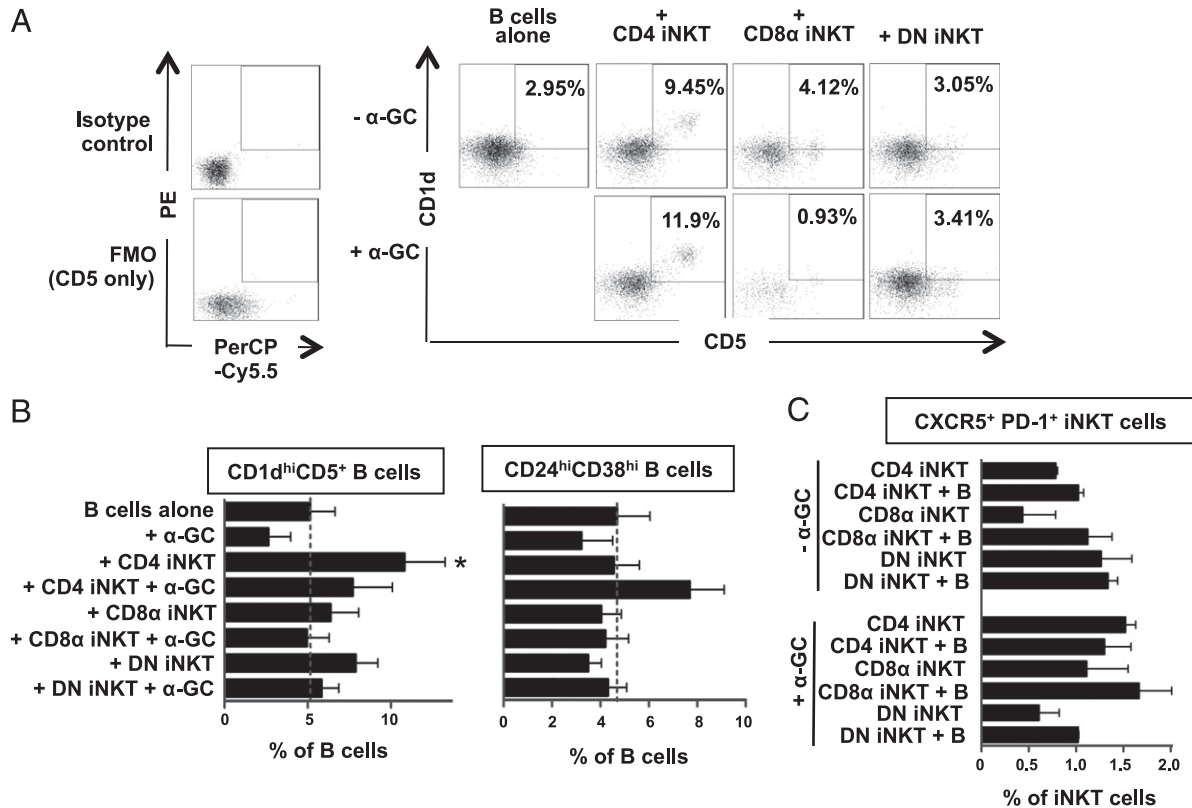 A
Isotype
control
FMO
(CD5 only)
PE
PerCP
-Cy5.5
B cells
alone
+
CD4 iNKT
+
CD8α iNKT
+ DN iNKT
- α-GC
+ α-GC
CD1d
2.95%
9.45%
4.12%
3.05%
11.9%
0.93%
3.41%
CD5
B
CD1dhiCD5+ B cells
B cells alone
+ α-GC
+ CD4 iNKT
*
+ CD4 iNKT + α-GC
+ CD8α iNKT
+ CD8α iNKT + α-GC
+ DN iNKT
+ DN iNKT + α-GC
0 5 10
% of B cells
CD24hiCD38hi B cells
0 2 4 6 8 10
% of B cells
C
CXCR5+ PD-1+ iNKT cells
- α-GC
CD4 iNKT
CD4 iNKT + B
CD8α iNKT
CD8α iNKT + B
DN iNKT
DN iNKT + B
+ α-GC
CD4 iNKT
CD4 iNKT + B
CD8α iNKT
CD8α iNKT + B
DN iNKT
DN iNKT + B
0 0.5 1.0 1.5 2.0
% of iNKT cells